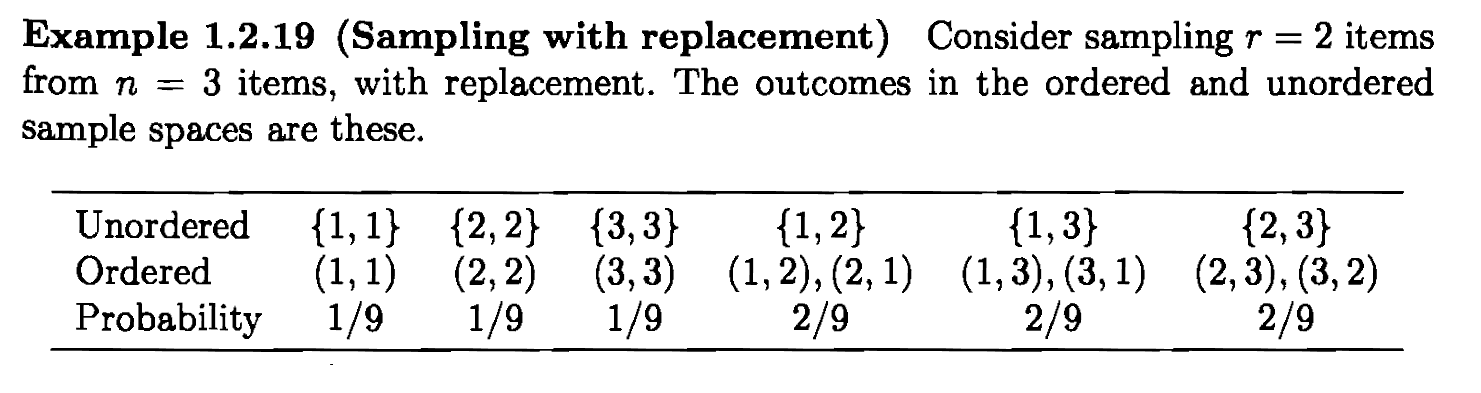 Example 1.2.19 (Sampling with replacement) Consider sampling r = 2 items
from n = 3 items, with replacement. The outcomes in the ordered and unordered
sample spaces are these.
Unordered {1, 1} {2, 2} {3, 3} {1, 2} {1, 3} {2, 3}
Ordered (1, 1) (2, 2) (3, 3) (1, 2), (2, 1) (1, 3), (3, 1) (2, 3), (3, 2)
Probability 1/9 1/9 1/9 2/9 2/9 2/9